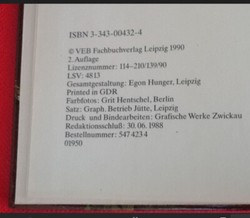 ISBN 3-343-00432-4
© VEB Fachbuchverlag Leipzig 1990
2. Auflage
Lizenznummer: 114-210/139/90
LSV: 4813
Gesamtgestaltung: Egon Hunger, Leipzig
Printed in GDR
Farbfotos: Grit Hentschel, Berlin
Satz: Graph. Betrieb Jütte, Leipzig
Druck und Bindearbeiten: Grafische Werke Zwickau
Redaktionsschluß: 30. 06. 1988
Bestellnummer: 547 423 4
01950